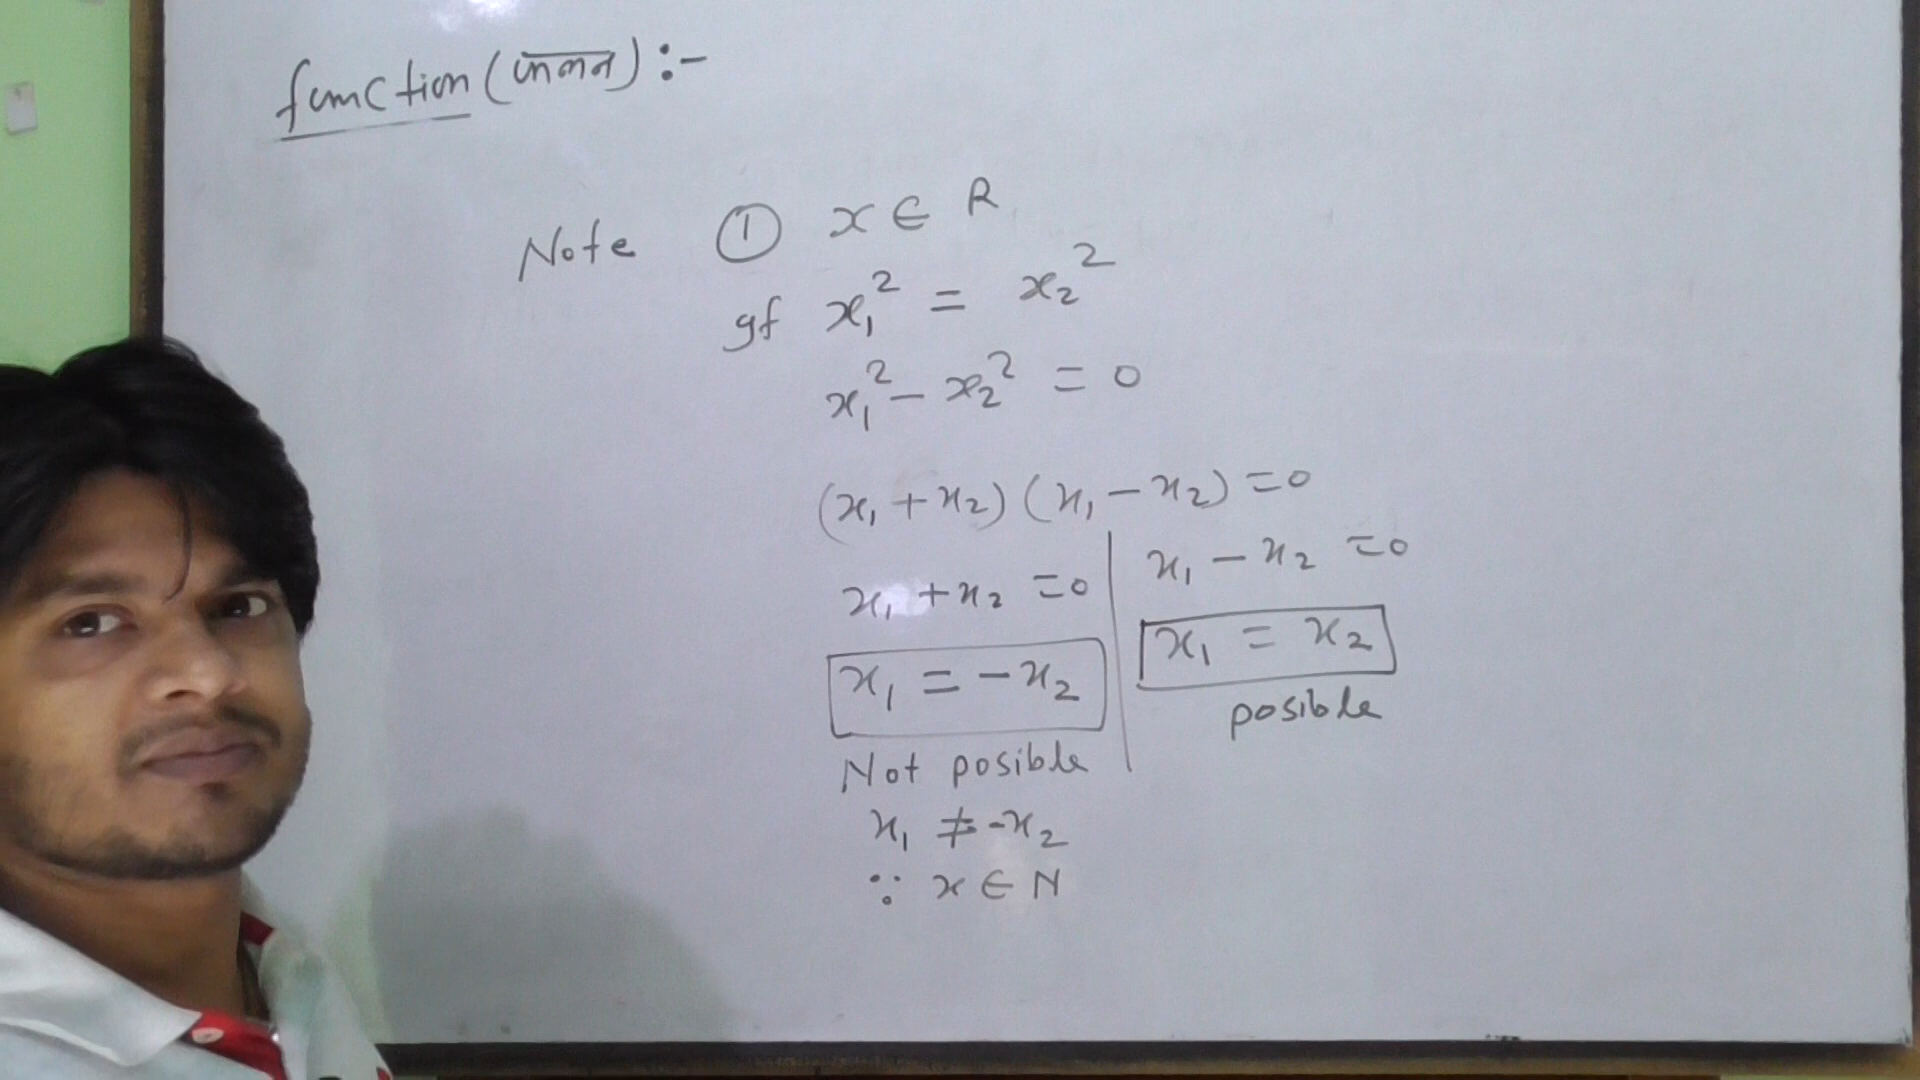 function (फलन) :-
Note ① x ∈ R
If x₁² = x₂²
x₁² - x₂² = 0
(x₁ + x₂) (x₁ - x₂) = 0
x₁ + x₂ = 0
x₁ = -x₂
Not posible
x₁ ≠ -x₂
∵ x ∈ N
x₁ - x₂ = 0
x₁ = x₂
posible